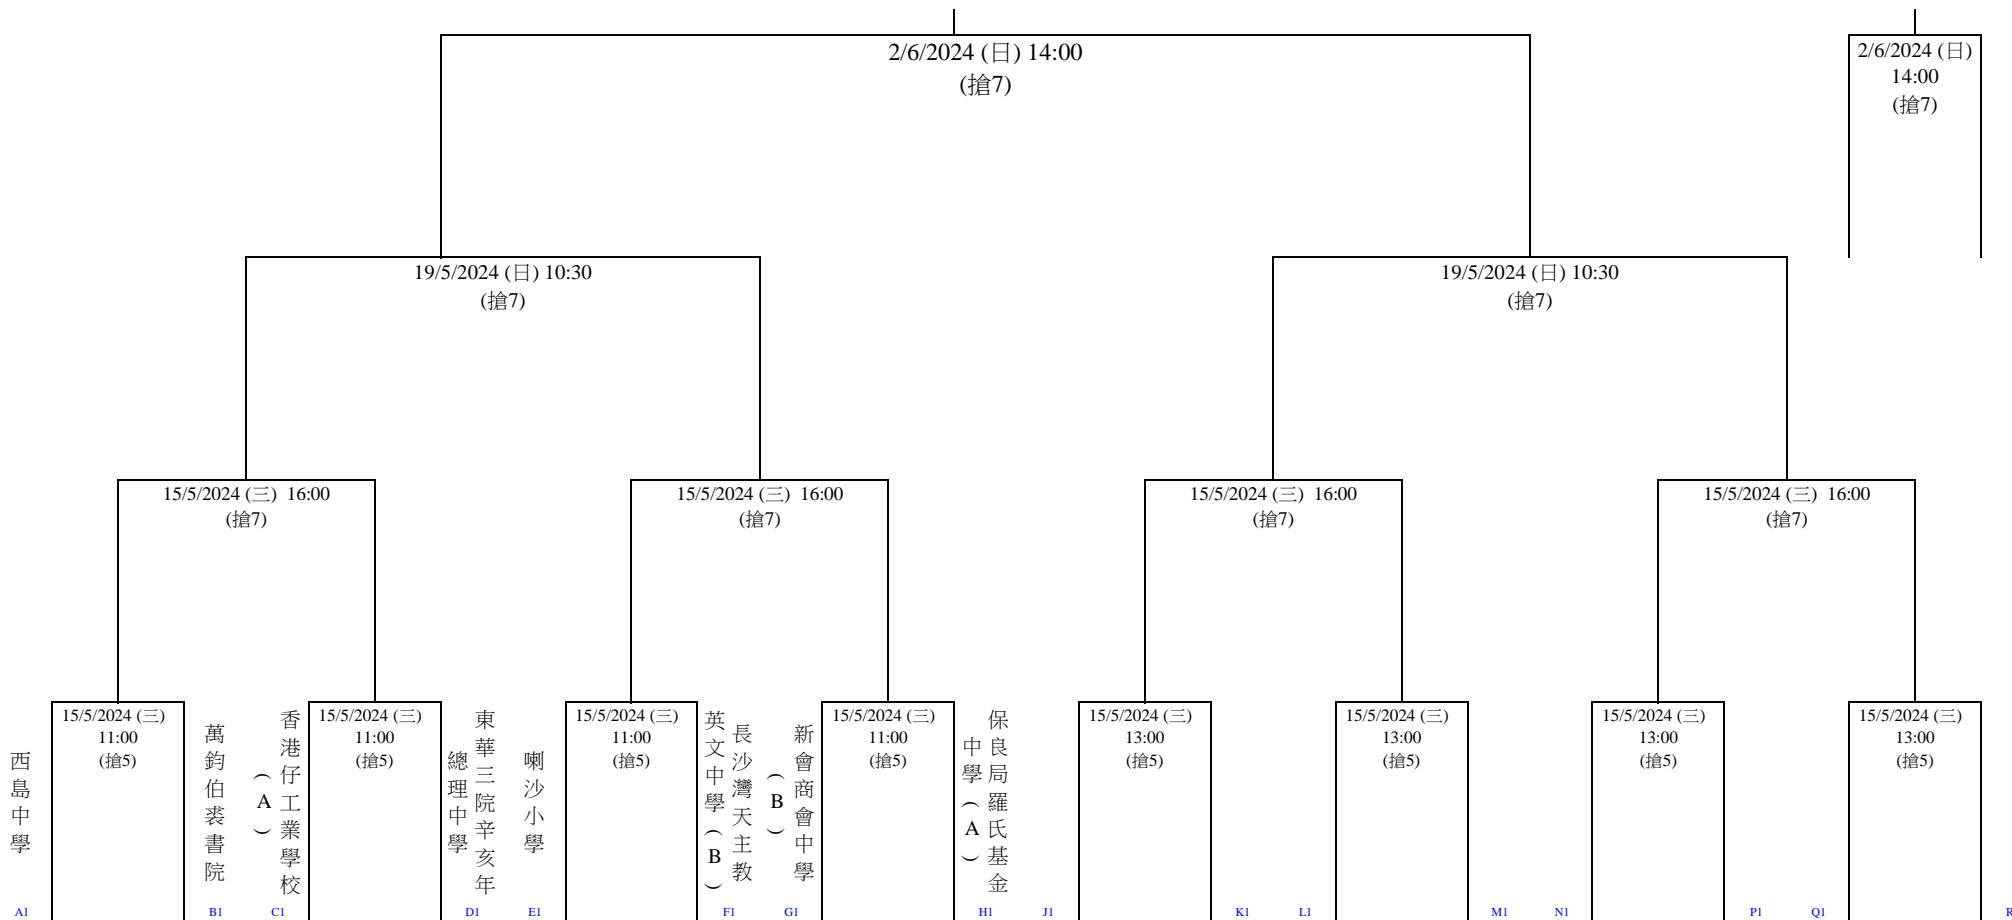 2/6/2024 (日) 14:00
(搶7)
2/6/2024 (日)
14:00
(搶7)
19/5/2024 (日) 10:30
(搶7)
19/5/2024 (日) 10:30
(搶7)
15/5/2024 (三)  16:00
(搶7)
15/5/2024 (三)  16:00
(搶7)
15/5/2024 (三)  16:00
(搶7)
15/5/2024 (三)  16:00
(搶7)
西島中學
15/5/2024 (三)
11:00
(搶5)
萬鈞伯裘書院
香港仔工業學校
(A)
15/5/2024 (三)
11:00
(搶5)
東華三院辛亥年
總理中學
喇沙小學
15/5/2024 (三)
11:00
(搶5)
長沙灣天主教
英文中學(B)
新會商會中學
(B)
15/5/2024 (三)
11:00
(搶5)
保良局羅氏基金
中學(A)
15/5/2024 (三)
13:00
(搶5)
15/5/2024 (三)
13:00
(搶5)
15/5/2024 (三)
13:00
(搶5)
15/5/2024 (三)
13:00
(搶5)
A1
B1
C1
D1
E1
F1
G1
H1
J1
K1
L1
M1
N1
P1
Q1